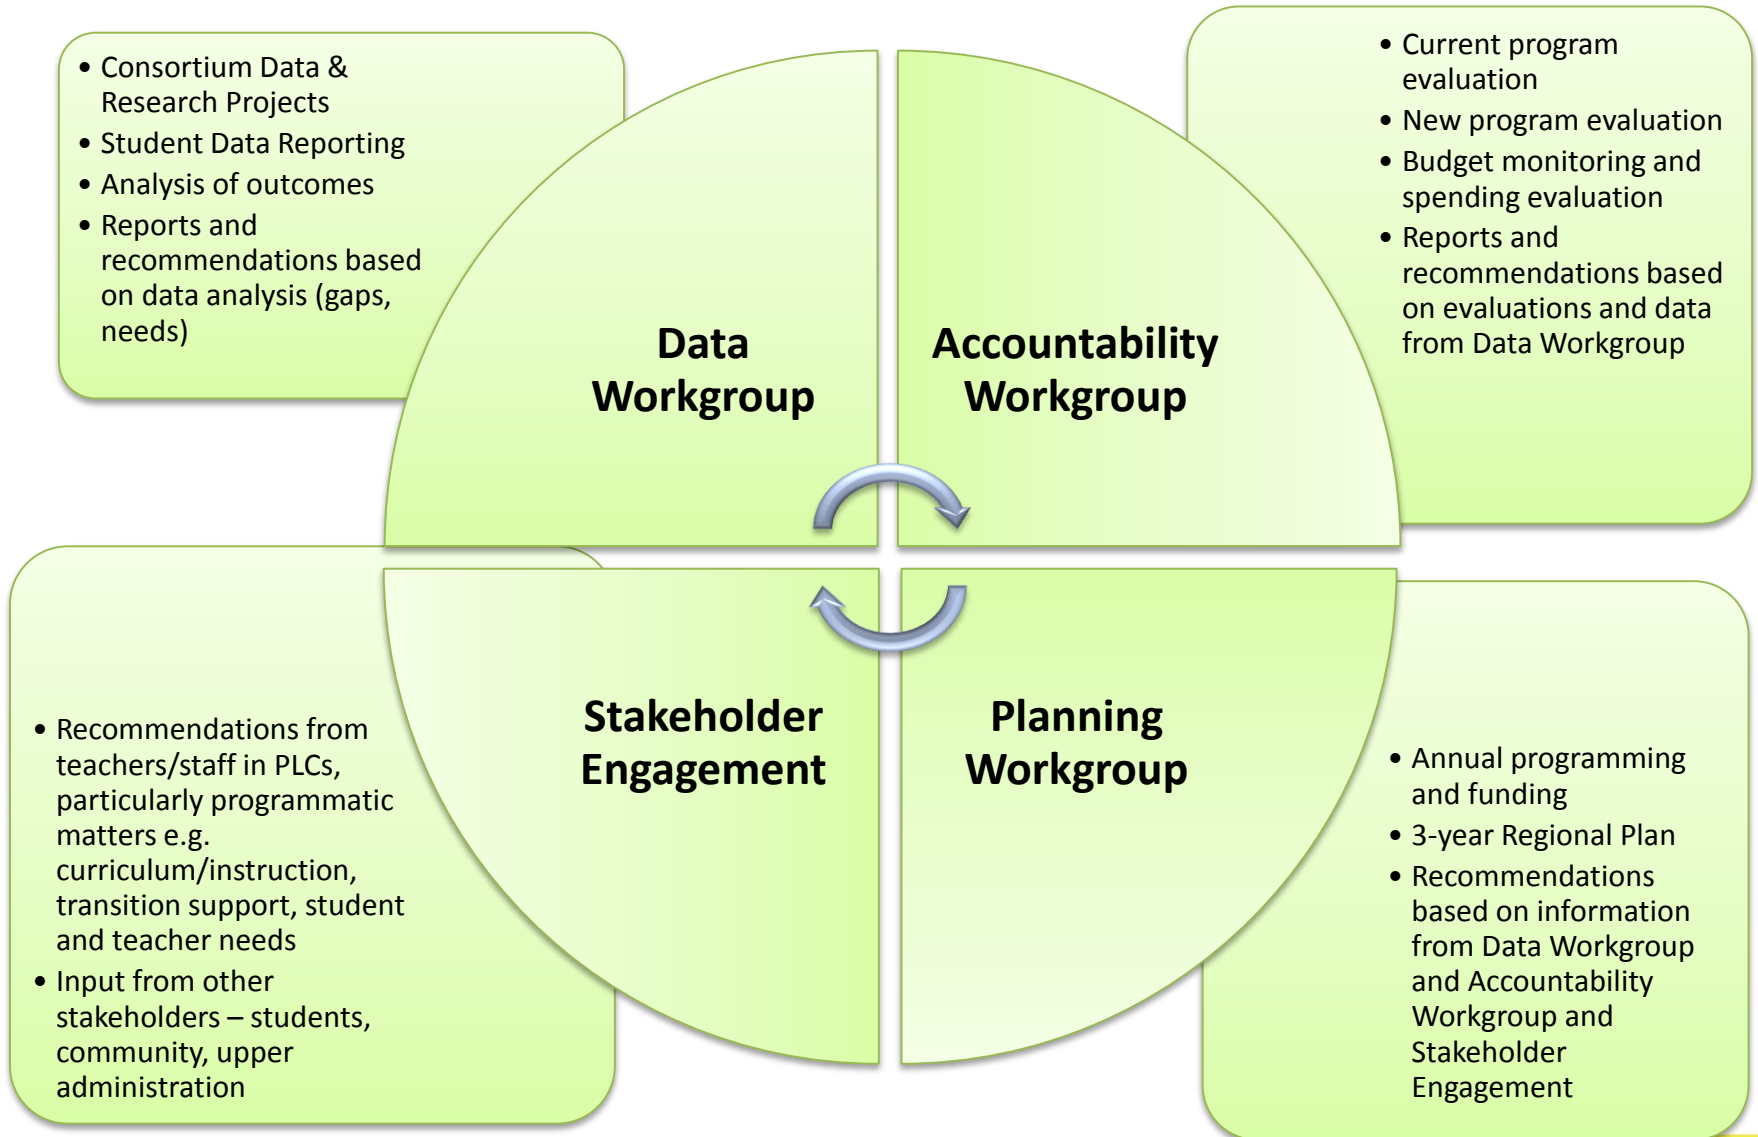 • Consortium Data &
Research Projects
• Student Data Reporting
• Analysis of outcomes
• Reports and
recommendations based
on data analysis (gaps,
needs)
• Current program
evaluation
• New program evaluation
• Budget monitoring and
spending evaluation
• Reports and
recommendations based
on evaluations and data
from Data Workgroup
Data
Workgroup
Accountability
Workgroup
Stakeholder
Engagement
Planning
Workgroup
• Recommendations from
teachers/staff in PLCs,
particularly programmatic
matters e.g.
curriculum/instruction,
transition support, student
and teacher needs
• Input from other
stakeholders – students,
community, upper
administration
• Annual programming
and funding
• 3-year Regional Plan
• Recommendations
based on information
from Data Workgroup
and Accountability
Workgroup and
Stakeholder
Engagement